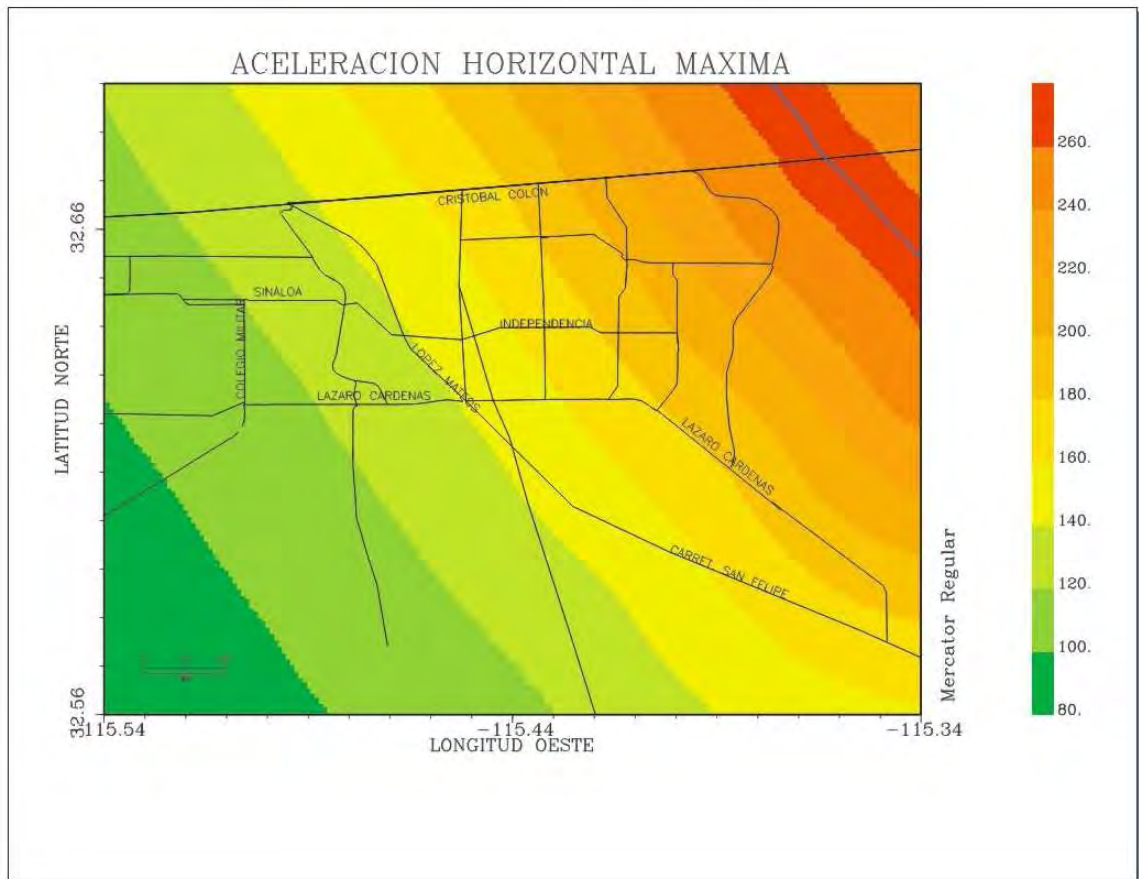 ACELERACION HORIZONTAL MAXIMA
260.
240.
220.
200.
180.
160.
140.
120.
100.
80.
CRISTOBAL COLON
32.66
SINALOA
INDEPENDENCIA
COLEGIO MILITAR
LOPEZ MATEOS
LAZARO CARDENAS
LAZARO CARDENAS
LATITUD NORTE
CARRET. SAN FELIPE
Mercator Regular
32.56
115.54
-115.44
-115.34
LONGITUD OESTE